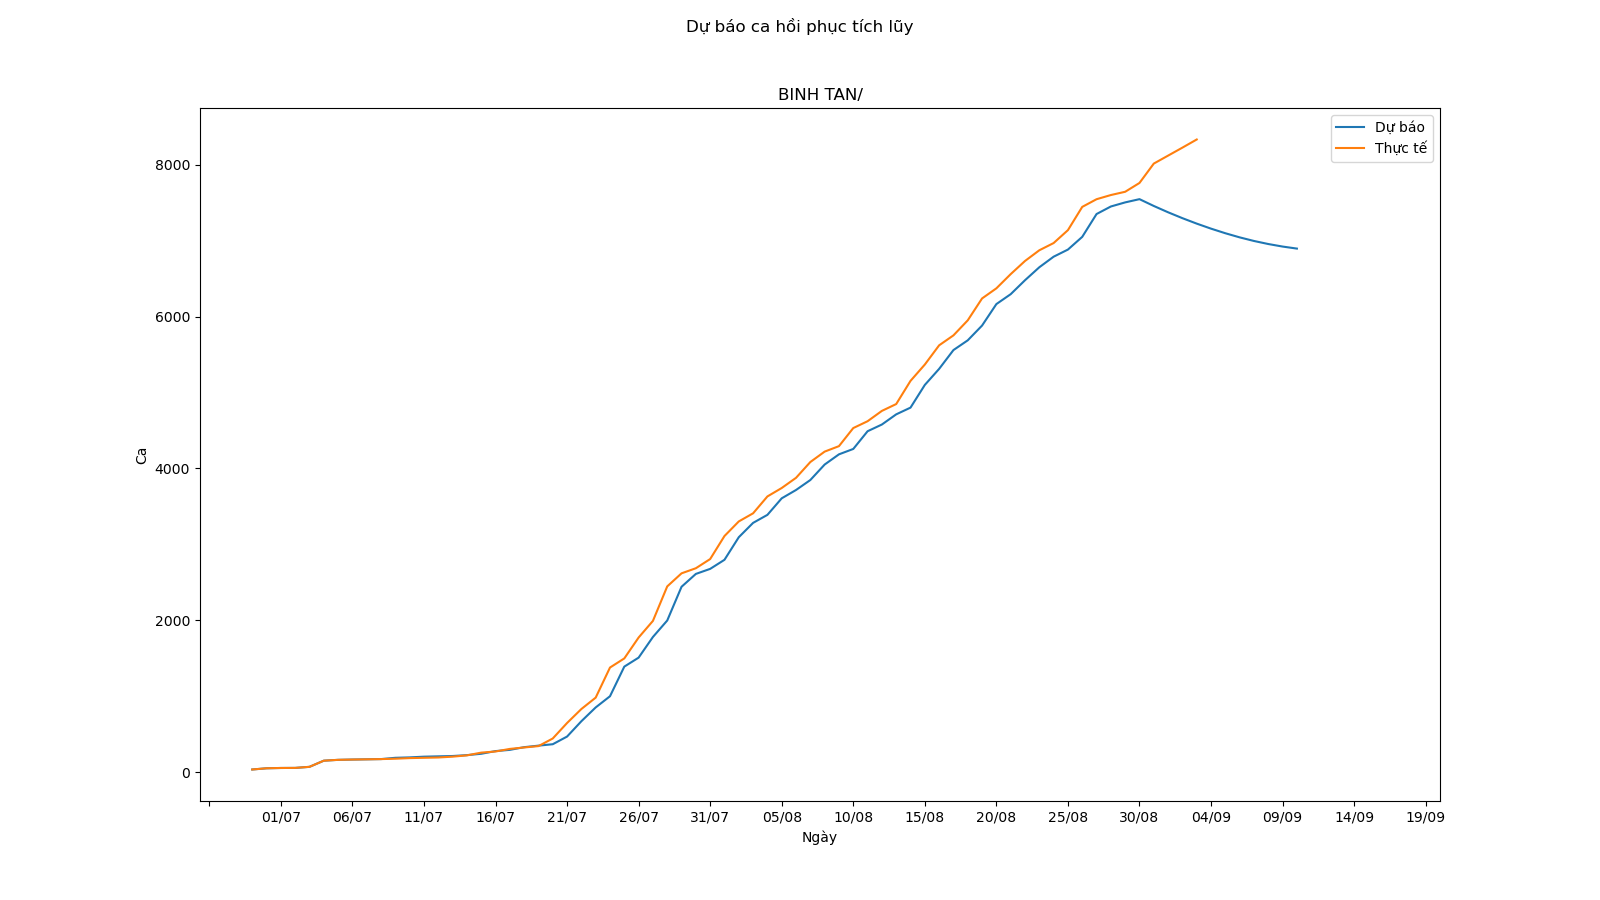 Dự báo ca hồi phục tích lũy
BINH TAN/
Dự báo
Thực tế
8000
6000
4000
2000
0
Ca
01/07 06/07 11/07 16/07 21/07 26/07 31/07 05/08 10/08 15/08 20/08 25/08 30/08 04/09 09/09 14/09 19/09
Ngày